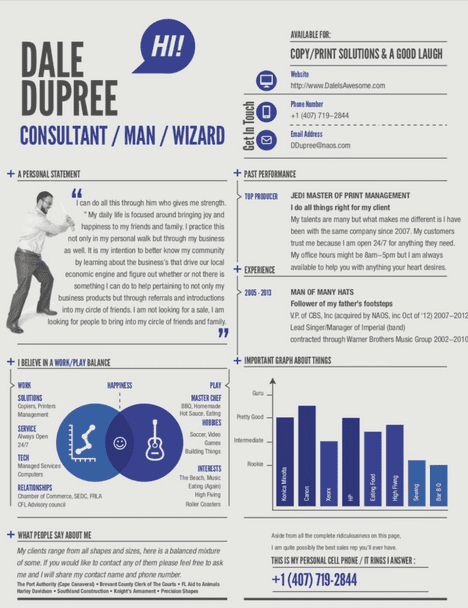 HI!
DALE
DUPREE
CONSULTANT / MAN / WIZARD
AVAILABLE FOR:
COPY/PRINT SOLUTIONS & A GOOD LAUGH
Get In Touch
Website
http://www.DaleIsAwesome.com
Phone Number
+1 (407) 719-2844
Email Address
DDupree@naos.com
+ A PERSONAL STATEMENT
“ I can do all this through him who gives me strength.
" My daily life is focused around bringing joy and
happiness to my friends and family. I practice this
not only in my personal walk but through my business
as well. It is my intention to better know my community
by learning about the business's that drive our local
economic engine and figure out whether or not there is
something I can do to help pertaining to not only my
business products but through referrals and introductions
into my circle of friends. I am not looking for a sale, I am
looking for people to bring into my circle of friends and family.
”
+ PAST PERFORMANCE
TOP PRODUCER
JEDI MASTER OF PRINT MANAGEMENT
I do all things right for my client
My talents are many but what makes me different is I have
been with the same company since 2007. My customers
trust me because I am open 24/7 for anything they need.
My office hours might be 8am-5pm but I am always
available to help you with anything your heart desires.
+ EXPERIENCE
2005 - 2013
MAN OF MANY HATS
Follower of my father's footsteps
V.P. of CBS, Inc (acquired by NAOS, inc Oct of '12) 2007-2012
Lead Singer/Manager of Imperial (band)
contracted through Warner Brothers Music Group 2002-2010
+ I BELIEVE IN A WORK/PLAY BALANCE
WORK
HAPPINESS
PLAY
SOLUTIONS
Copiers, Printers
Management
SERVICE
Always Open
24/7
TECH
Managed Services
Computers
RELATIONSHIPS
Chamber of Commerce, SEDC, FRLA
CFL Advisory council
MASTER CHEF
BBQ, Homemade
Hot Sauce, Eating
HOBBIES
Soccer, Video
Games
Building Things
INTERESTS
The Beach, Music
Eating (Again)
High Fiving
Roller Coasters
+ IMPORTANT GRAPH ABOUT THINGS
Guru
Pretty Good
Intermediate
Rookie
Konica Minolta
Canon
Xerox
HP
Eating Food
High Fiving
Sewing
Bar B Q
+ WHAT PEOPLE SAY ABOUT ME
My clients range from all shapes and sizes, here is a balanced mixture
of some. If you would like to contact any of them please feel free to ask
me and I will share my contact name and phone number.
The Port Authority (Cape Canaveral) • Brevard County Clerk of The Courts • FL Aid to Animals
Harley Davidson • Southland Construction • Knight's Armament • Precision Shapes
Aside from all the complete ridiculousness on this page,
I am quite possibly the best sales rep you'll ever have.
THIS IS MY PERSONAL CELL PHONE / IT RINGS I ANSWER :
+1 (407) 719-2844